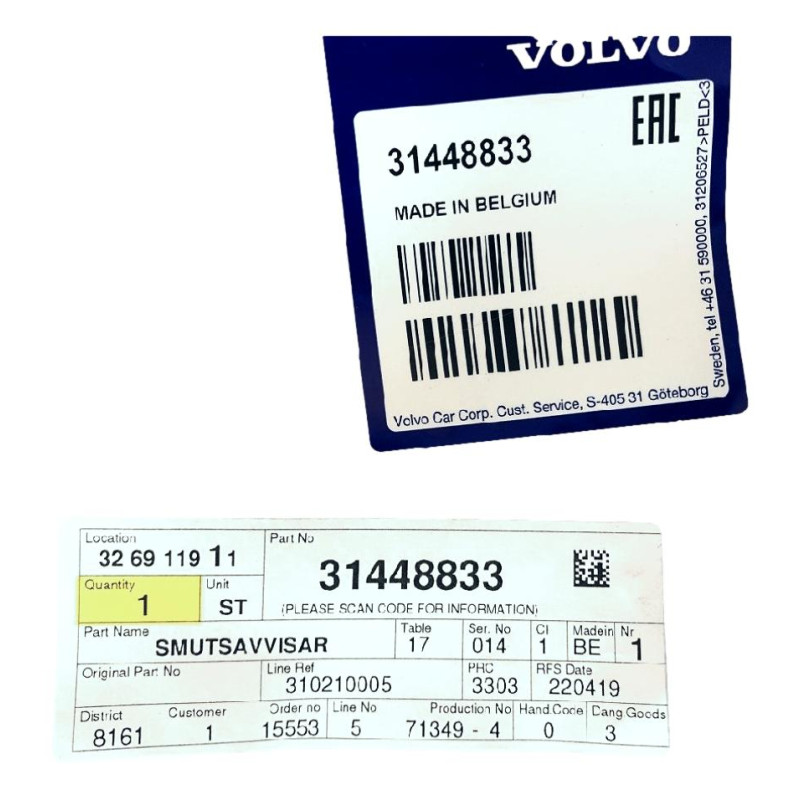 VOLVO
EAC
31448833
MADE IN BELGIUM
Volvo Car Corp. Cust. Service, S-405 31 Göteborg
Sweden, tel +46 31 590000, 31206527>PELD<3
Location
32 69 119 11
Part No
31448833
(PLEASE SCAN CODE FOR INFORMATION)
Quantity
1
Unit
ST
Part Name
SMUTSAVVISAR
Table
17
Ser. No
014
CI
1
Madein
BE
Nr
1
Original Part No
Line Ref
310210005
PHC
3303
RFS Date
220419
District
8161
Customer
1
Order no
15553
Line No
5
Production No
71349 - 4
Hand.Code
0
Dang.Goods
3